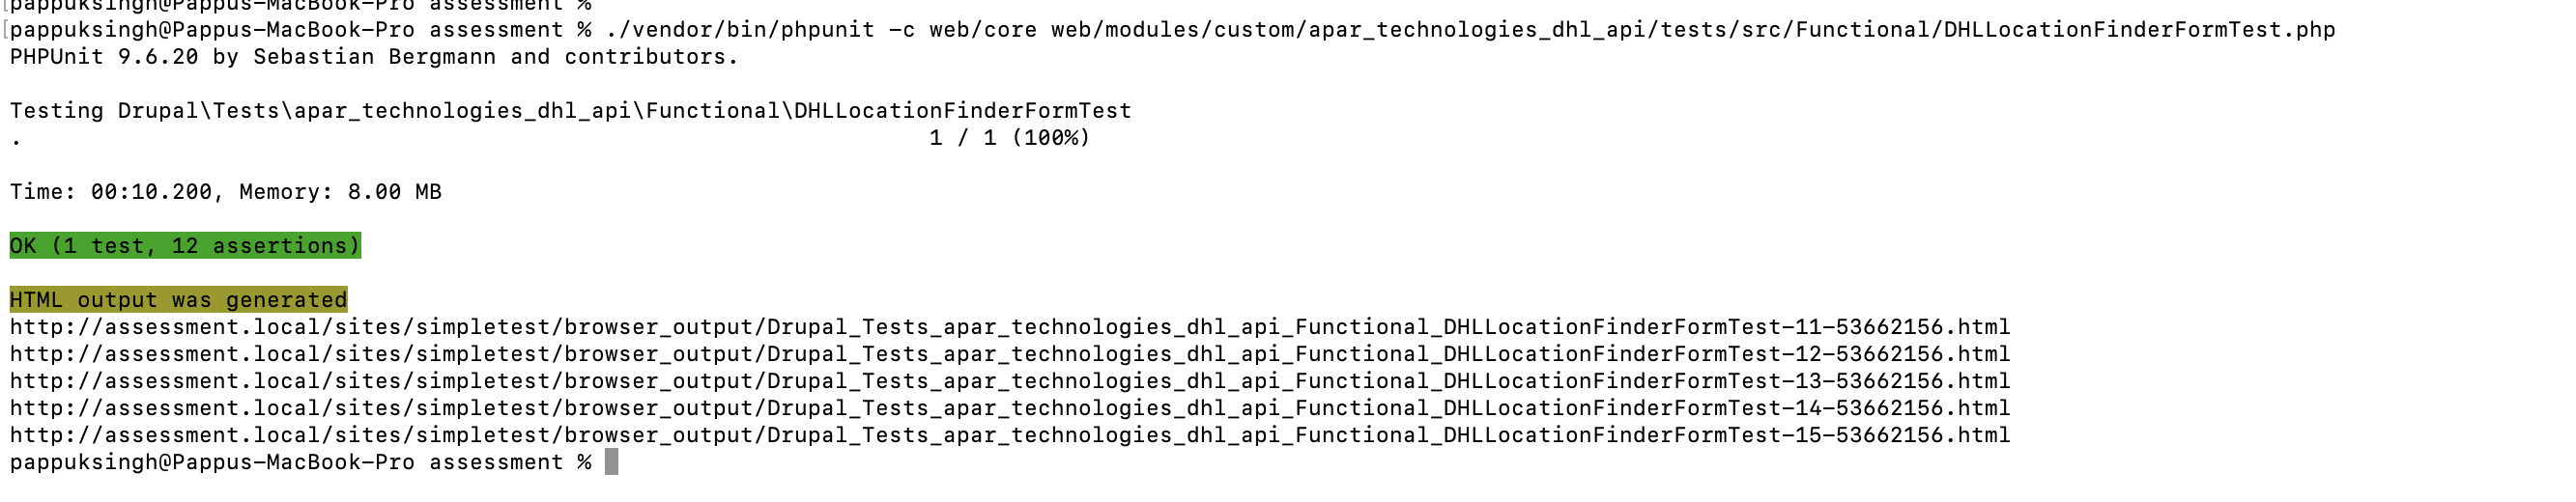 [pappuksingh@Pappus-MacBook-Pro assessment %
[pappuksingh@Pappus-MacBook-Pro assessment % ./vendor/bin/phpunit -c web/core web/modules/custom/apar_technologies_dhl_api/tests/src/Functional/DHLLocationFinderFormTest.php
PHPUnit 9.6.20 by Sebastian Bergmann and contributors.
Testing Drupal\Tests\apar_technologies_dhl_api\Functional\DHLLocationFinderFormTest
. 1 / 1 (100%)
Time: 00:10.200, Memory: 8.00 MB
OK (1 test, 12 assertions)
HTML output was generated
http://assessment.local/sites/simpletest/browser_output/Drupal_Tests_apar_technologies_dhl_api_Functional_DHLLocationFinderFormTest-11-53662156.html
http://assessment.local/sites/simpletest/browser_output/Drupal_Tests_apar_technologies_dhl_api_Functional_DHLLocationFinderFormTest-12-53662156.html
http://assessment.local/sites/simpletest/browser_output/Drupal_Tests_apar_technologies_dhl_api_Functional_DHLLocationFinderFormTest-13-53662156.html
http://assessment.local/sites/simpletest/browser_output/Drupal_Tests_apar_technologies_dhl_api_Functional_DHLLocationFinderFormTest-14-53662156.html
http://assessment.local/sites/simpletest/browser_output/Drupal_Tests_apar_technologies_dhl_api_Functional_DHLLocationFinderFormTest-15-53662156.html
pappuksingh@Pappus-MacBook-Pro assessment %